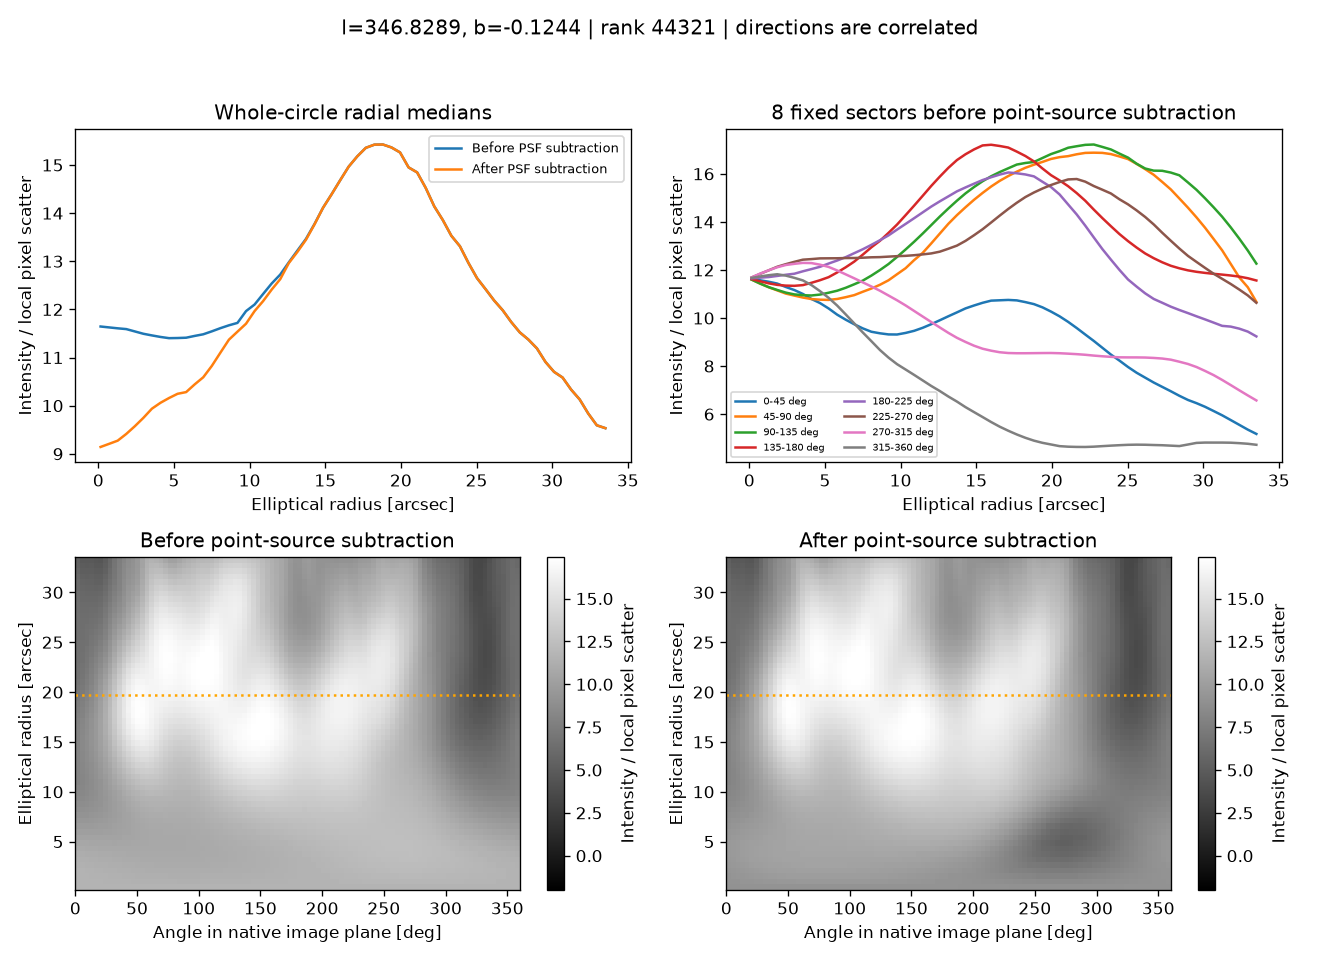 l=346.8289, b=-0.1244 | rank 44321 | directions are correlated
Whole-circle radial medians
Intensity / local pixel scatter
15
14
13
12
11
10
9
Before PSF subtraction
After PSF subtraction
0 5 10 15 20 25 30 35
Elliptical radius [arcsec]
8 fixed sectors before point-source subtraction
Intensity / local pixel scatter
16
14
12
10
8
6
0-45 deg
45-90 deg
90-135 deg
135-180 deg
180-225 deg
225-270 deg
270-315 deg
315-360 deg
0 5 10 15 20 25 30 35
Elliptical radius [arcsec]
Before point-source subtraction
Elliptical radius [arcsec]
30
25
20
15
10
5
0 50 100 150 200 250 300 350
Angle in native image plane [deg]
15.0
12.5
10.0
7.5
5.0
2.5
0.0
Intensity / local pixel scatter
After point-source subtraction
Elliptical radius [arcsec]
30
25
20
15
10
5
0 50 100 150 200 250 300 350
Angle in native image plane [deg]
15.0
12.5
10.0
7.5
5.0
2.5
0.0
Intensity / local pixel scatter